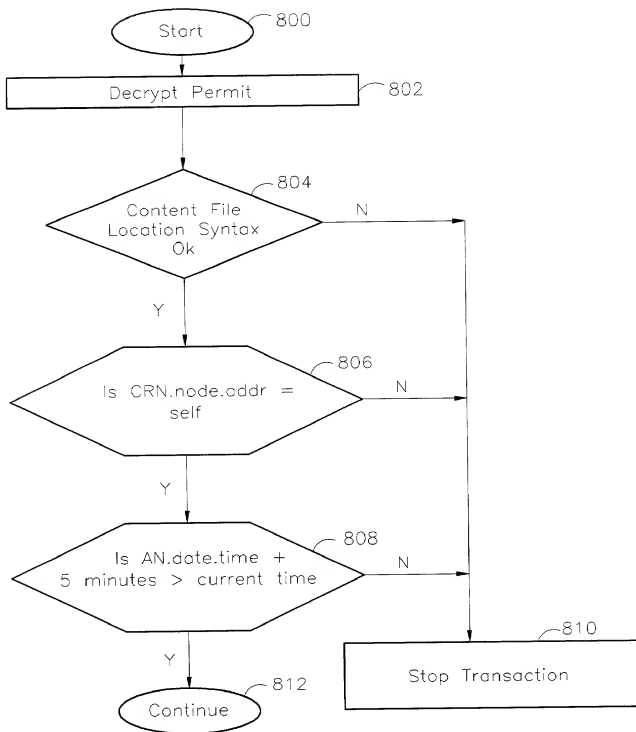 Start
800
Decrypt Permit
802
804
Content File
Location Syntax
Ok
N
Y
806
Is CRN.node.addr =
self
N
Y
808
Is AN.date.time +
5 minutes > current time
N
Y
810
Stop Transaction
812
Continue